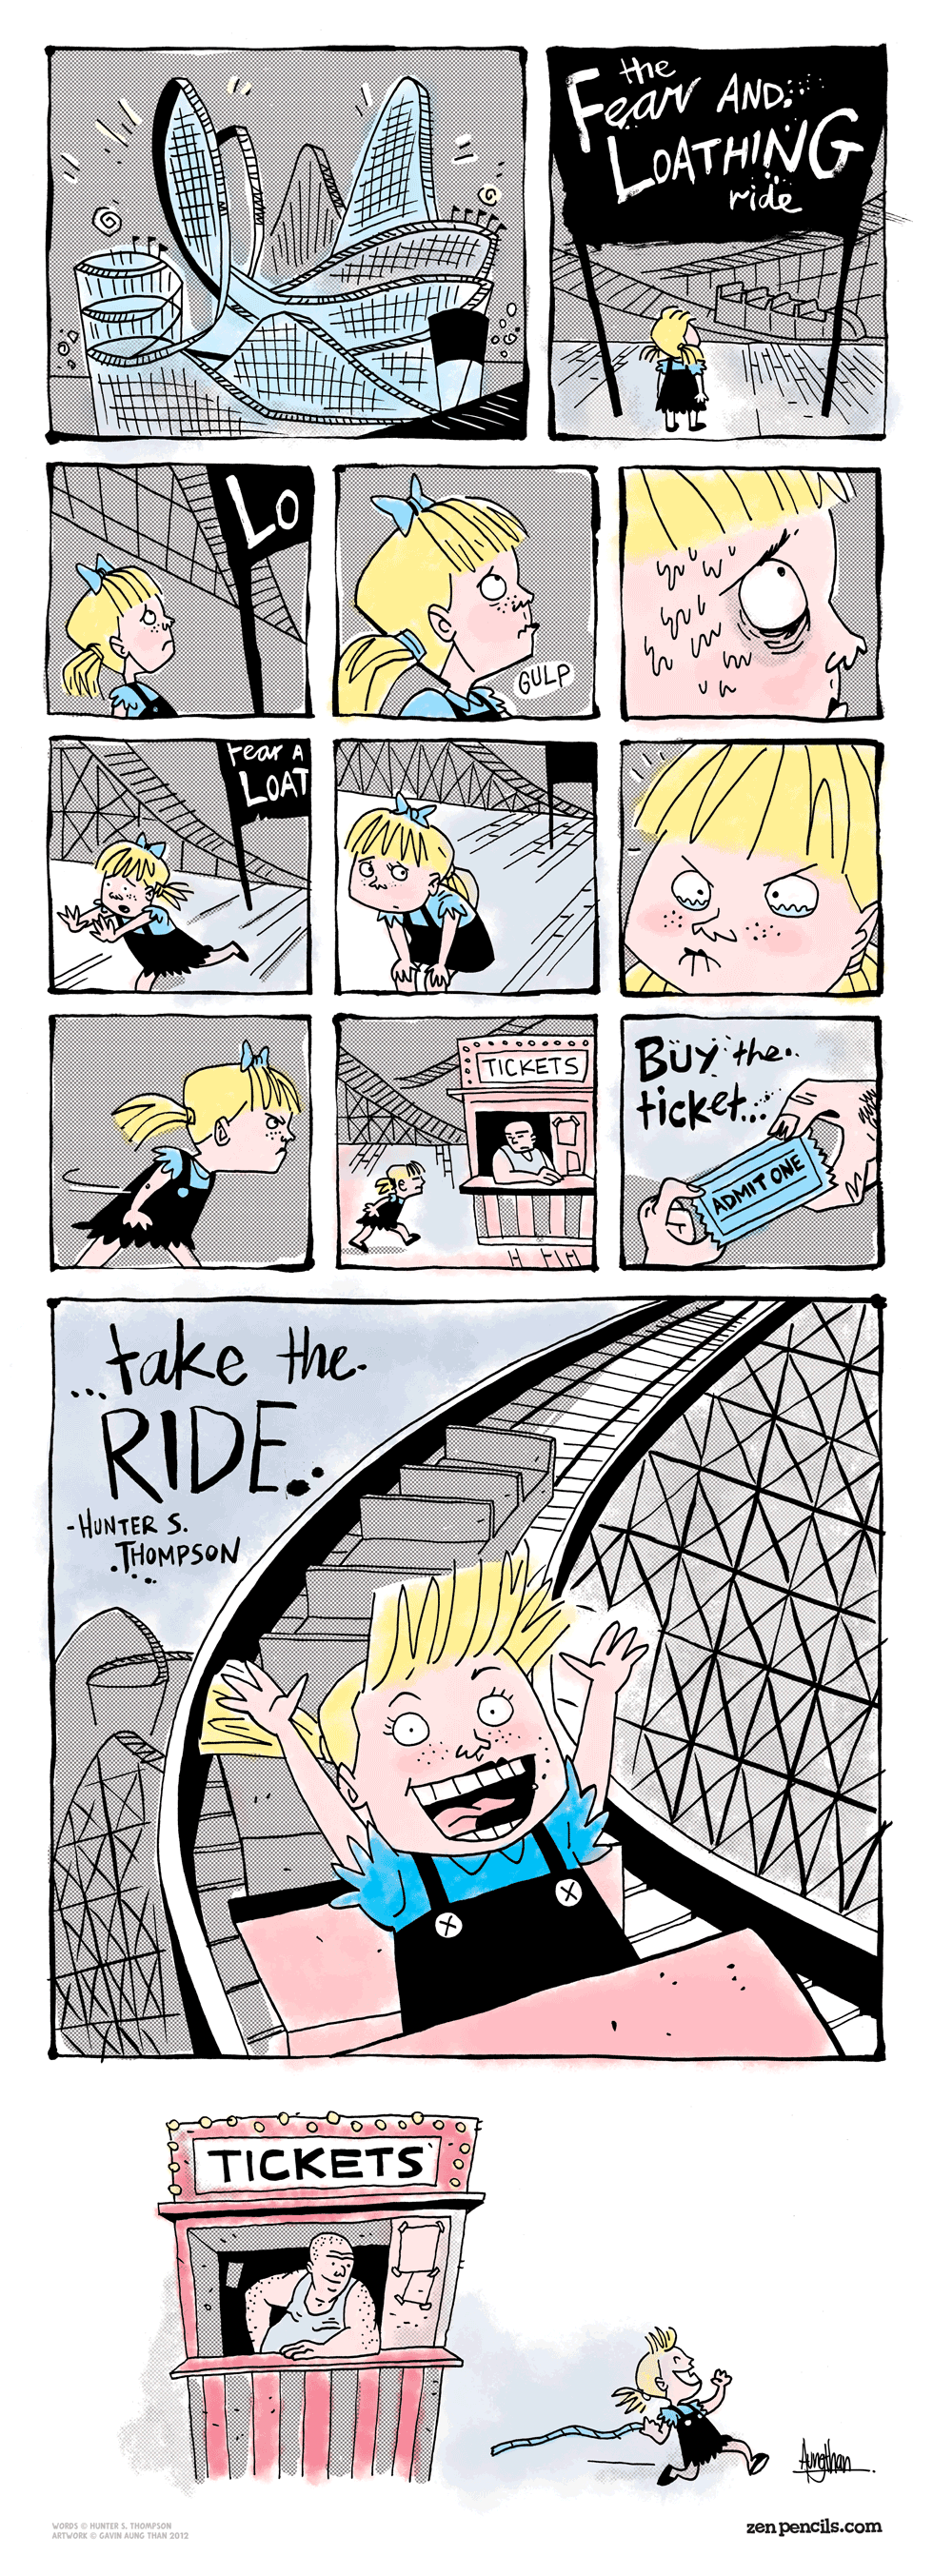 the
Fear AND
LOATHING
ride
LO
GULP
Fear A
LOAT
TICKETS
BUY the
ticket...
ADMIT ONE
...take the
RIDE.
-HUNTER S.
THOMPSON
TICKETS
Aungthan
WORDS © HUNTER S. THOMPSON
ARTWORK © GAVIN AUNG THAN 2012
zenpencils.com